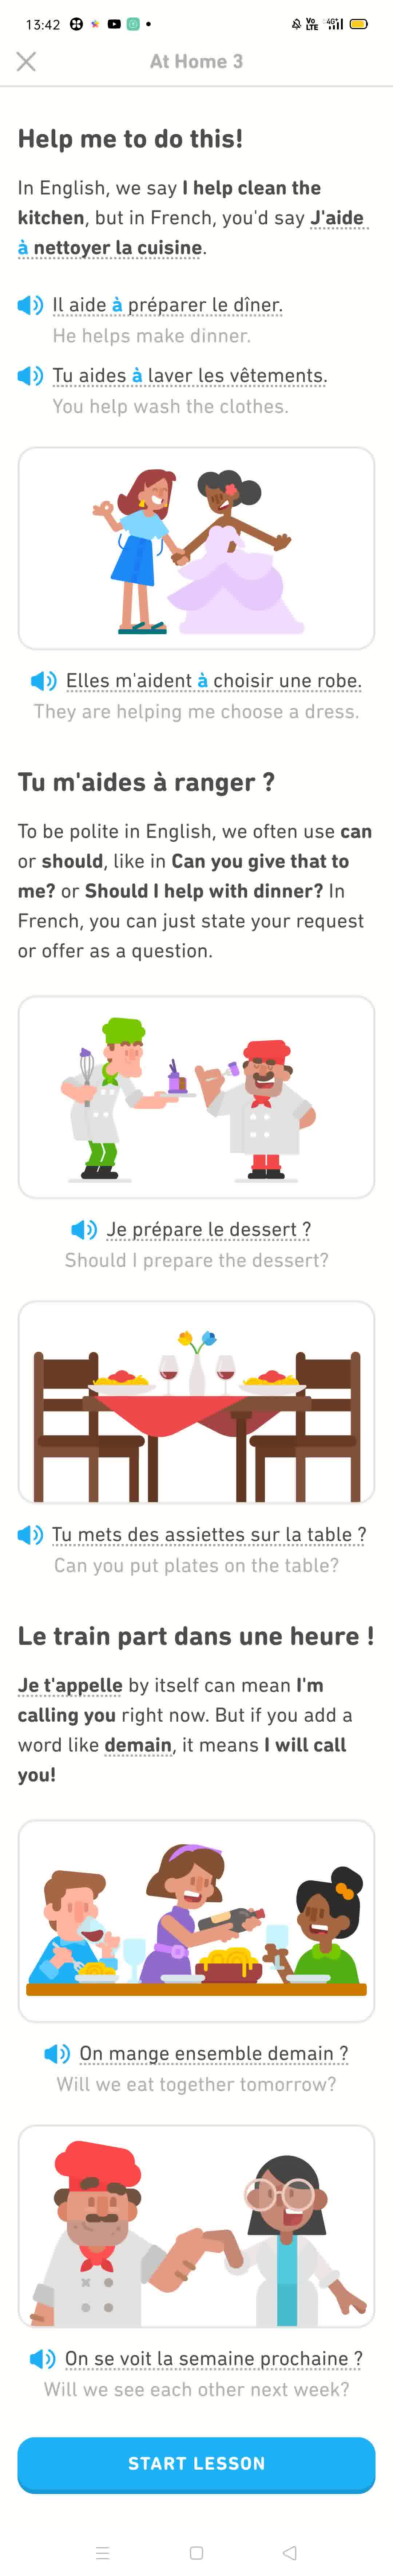 13:42
Vo LTE 4G
At Home 3
Help me to do this!
In English, we say I help clean the
kitchen, but in French, you'd say J'aide
à nettoyer la cuisine.
Il aide à préparer le dîner.
He helps make dinner.
Tu aides à laver les vêtements.
You help wash the clothes.
Elles m'aident à choisir une robe.
They are helping me choose a dress.
Tu m'aides à ranger ?
To be polite in English, we often use can
or should, like in Can you give that to
me? or Should I help with dinner? In
French, you can just state your request
or offer as a question.
Je prépare le dessert ?
Should I prepare the dessert?
Tu mets des assiettes sur la table ?
Can you put plates on the table?
Le train part dans une heure !
Je t'appelle by itself can mean I'm
calling you right now. But if you add a
word like demain, it means I will call
you!
On mange ensemble demain ?
Will we eat together tomorrow?
On se voit la semaine prochaine ?
Will we see each other next week?
START LESSON